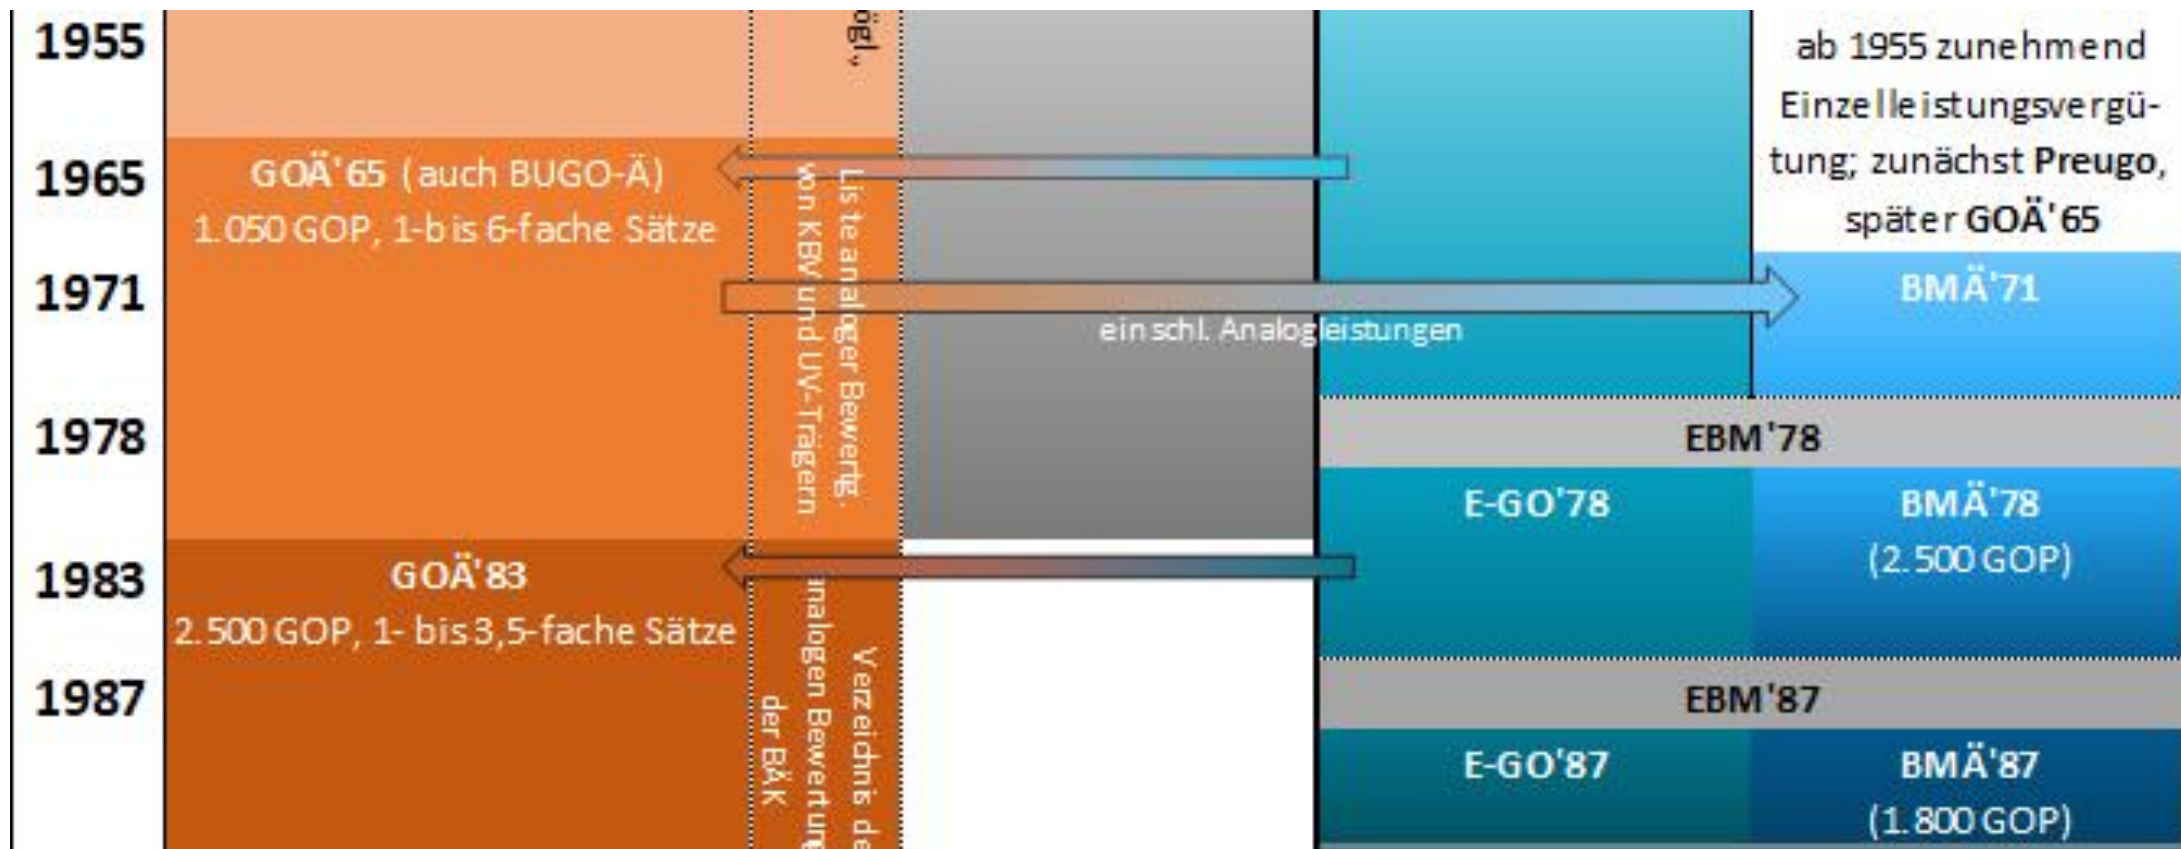 1955
ögl.,
ab 1955 zunehmend
Einzelleistungsvergü-
tung; zunächst Preugo,
später GOÄ'65
1965
GOÄ'65 (auch BUGO-Ä)
1.050 GOP, 1-bis 6-fache Sätze
Liste analoger Bewertg.
von KBV und UV-Trägern
1971
einschl. Analogleistungen
BMÄ'71
1978
EBM'78
E-GO'78
BMÄ'78
(2.500 GOP)
1983
GOÄ'83
2.500 GOP, 1- bis 3,5-fache Sätze
Verzeichnis de
analogen Bewertung
der BÄK
1987
EBM'87
E-GO'87
BMÄ'87
(1.800 GOP)